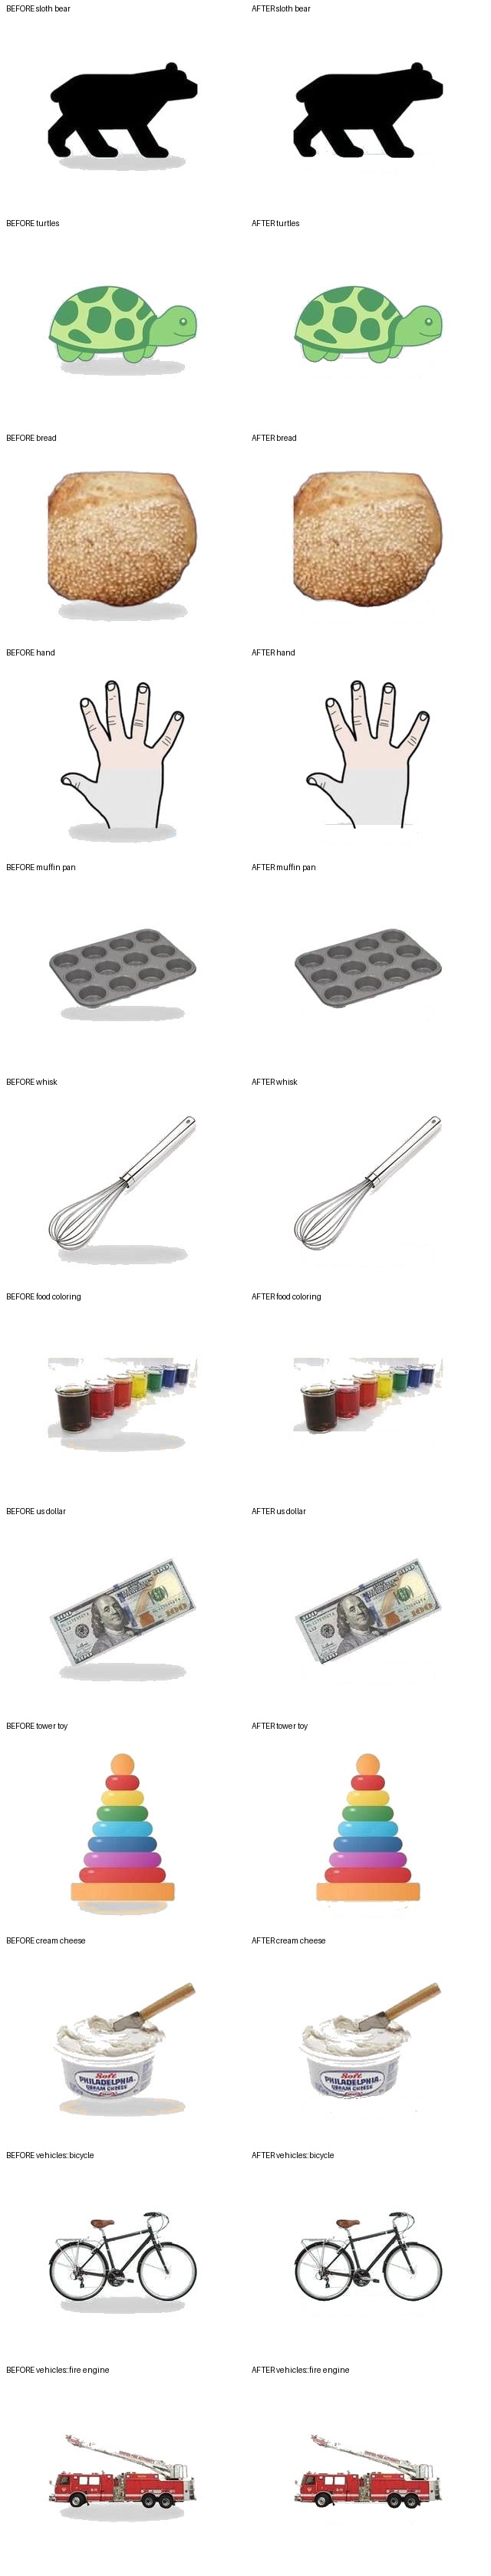 BEFORE sloth bear AFTER sloth bear
BEFORE turtles AFTER turtles
BEFORE bread AFTER bread
BEFORE hand AFTER hand
BEFORE muffin pan AFTER muffin pan
BEFORE whisk AFTER whisk
BEFORE food coloring AFTER food coloring
BEFORE us dollar AFTER us dollar
100 100
BEFORE tower toy AFTER tower toy
BEFORE cream cheese AFTER cream cheese
Soft Soft
PHILADELPHIA PHILADELPHIA
CREAM CHEESE CREAM CHEESE
BEFORE vehicles::bicycle AFTER vehicles::bicycle
BEFORE vehicles::fire engine AFTER vehicles::fire engine